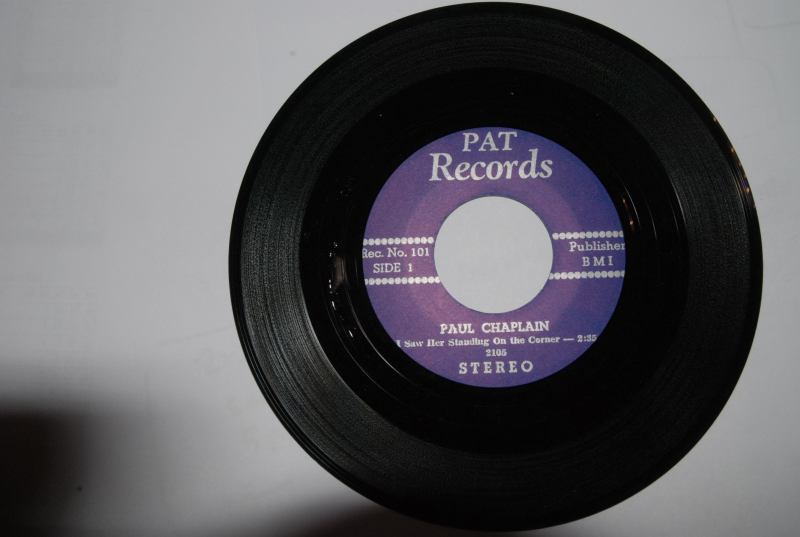 PAT
Records
Rec. No. 101
SIDE 1
Publisher
BMI
PAUL CHAPLAIN
I Saw Her Standing On the Corner — 2:35
2105
STEREO